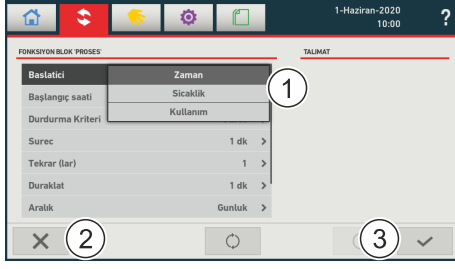 1-Haziran-2020
10:00
?
FONKSIYON BLOK 'PROSES'
TALIMAT
Baslatici
Zaman
Sicaklik
Kullanım
1
Başlangıç saati
Durdurma Kriteri
Surec 1 dk >
Tekrar (lar) 1 >
Duraklat 1 dk >
Aralık Gunluk >
2
3